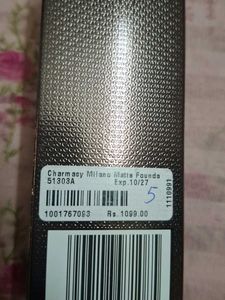 Charmacy Milano Matte Founda
51303A Exp.10/27
5
1110991
1001767093 Rs.1099.00